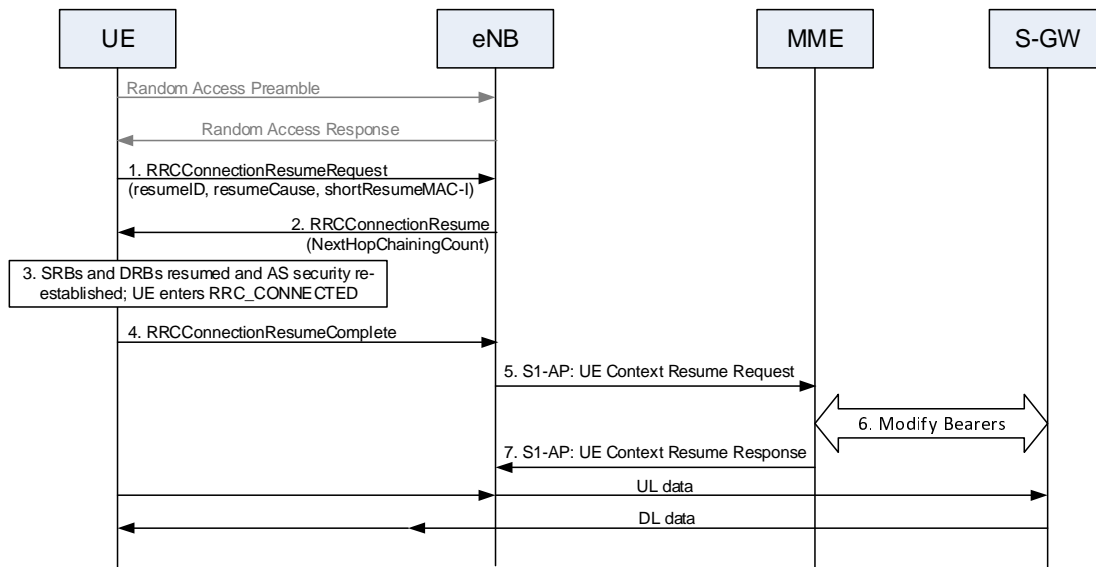 UE
eNB
MME
S-GW
Random Access Preamble
Random Access Response
1. RRCConnectionResumeRequest
(resumeID, resumeCause, shortResumeMAC-I)
2. RRCConnectionResume
(NextHopChainingCount)
3. SRBs and DRBs resumed and AS security re-
established; UE enters RRC_CONNECTED
4. RRCConnectionResumeComplete
5. S1-AP: UE Context Resume Request
6. Modify Bearers
7. S1-AP: UE Context Resume Response
UL data
DL data